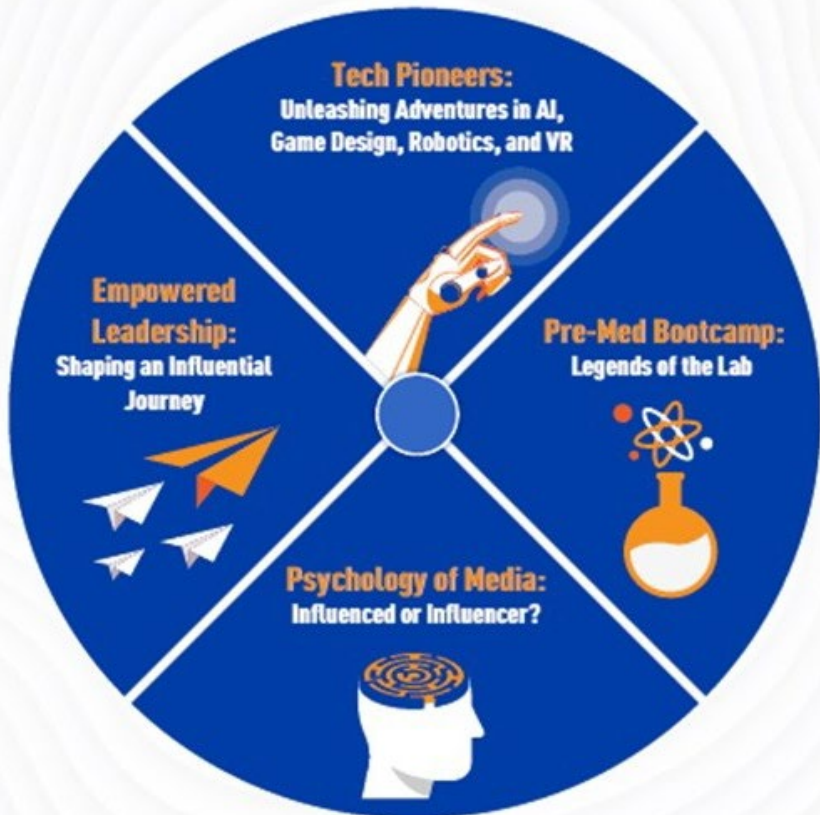 Tech Pioneers:
Unleashing Adventures in AI,
Game Design, Robotics, and VR
Empowered
Leadership:
Shaping an Influential
Journey
Pre-Med Bootcamp:
Legends of the Lab
Psychology of Media:
Influenced or Influencer?